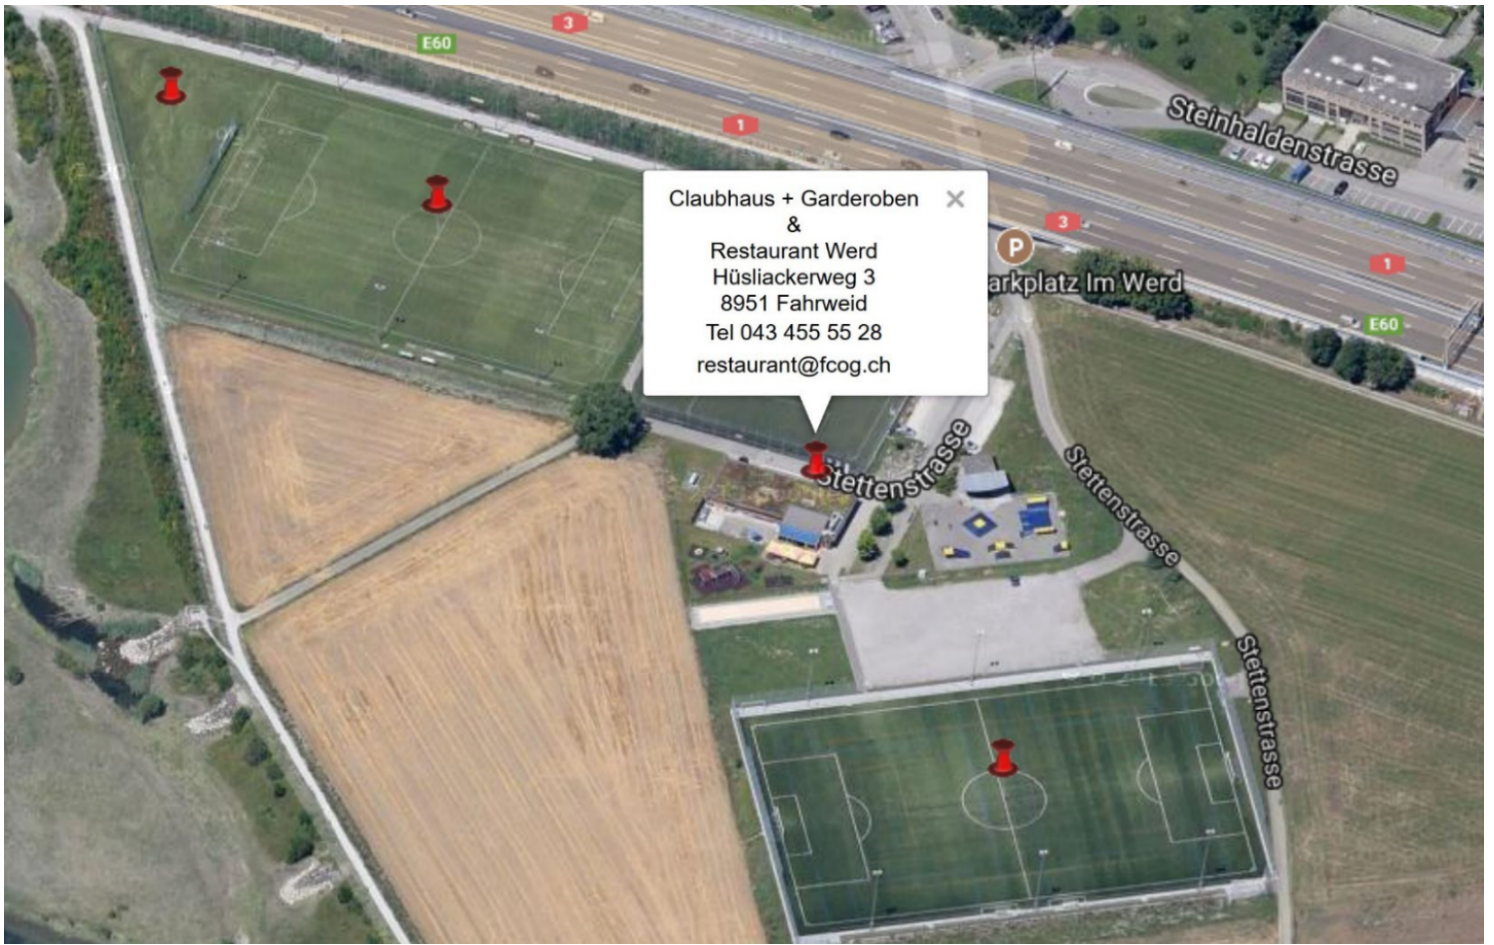 3
E60
1
Steinhaldenstrasse
Claubhaus + Garderoben
&
Restaurant Werd
Hüsliackerweg 3
8951 Fahrweid
Tel 043 455 55 28
restaurant@fcog.ch
3
P
1
arkplatz Im Werd
E60
Stettenstrasse
Stettenstrasse
Stettenstrasse